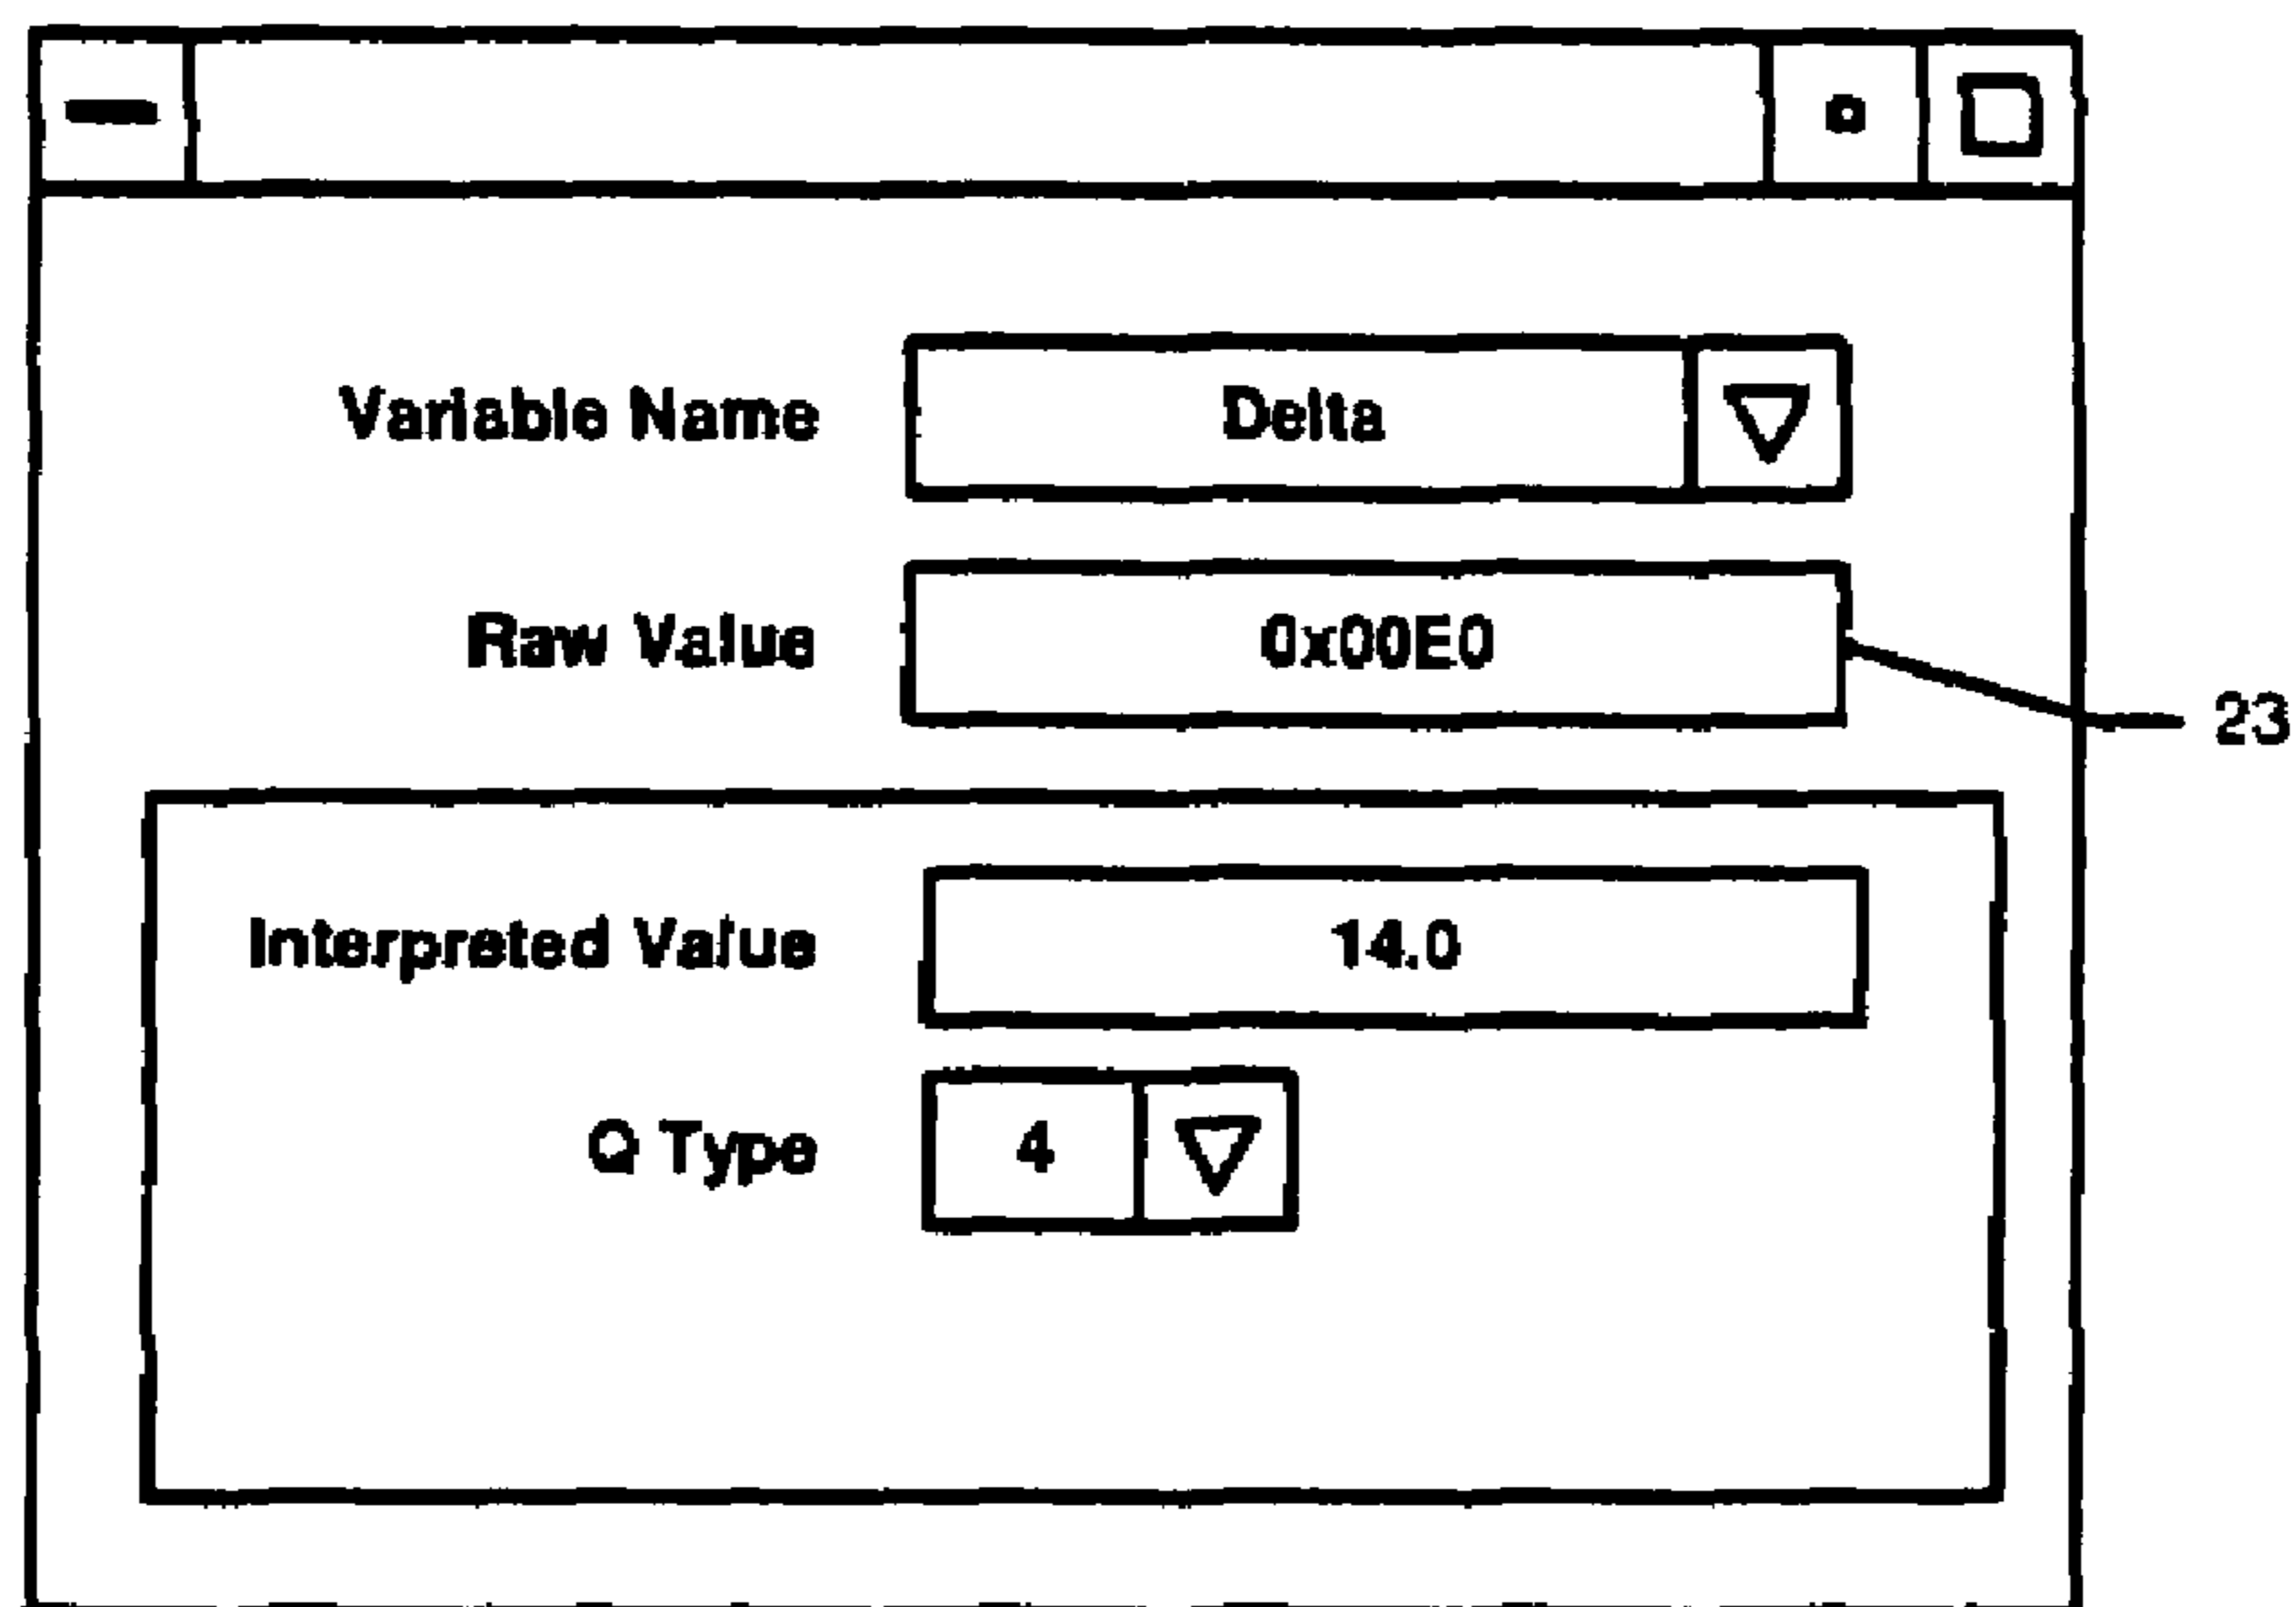 Variable Name Delta
Raw Value 0x00E0
23
Interpreted Value 14.0
Q Type 4